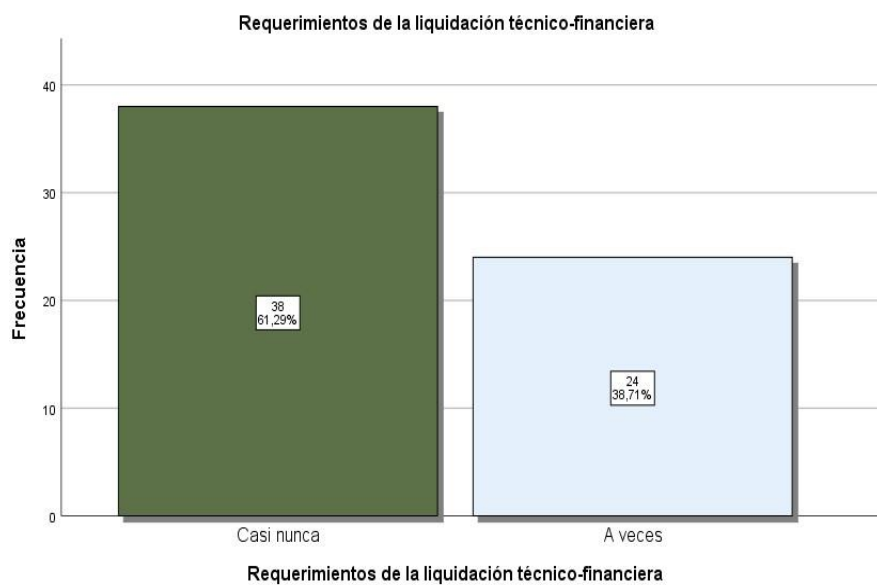 Requerimientos de la liquidación técnico-financiera
40
30
20
10
0
Frecuencia
38
61,29%
24
38,71%
Casi nunca
A veces
Requerimientos de la liquidación técnico-financiera